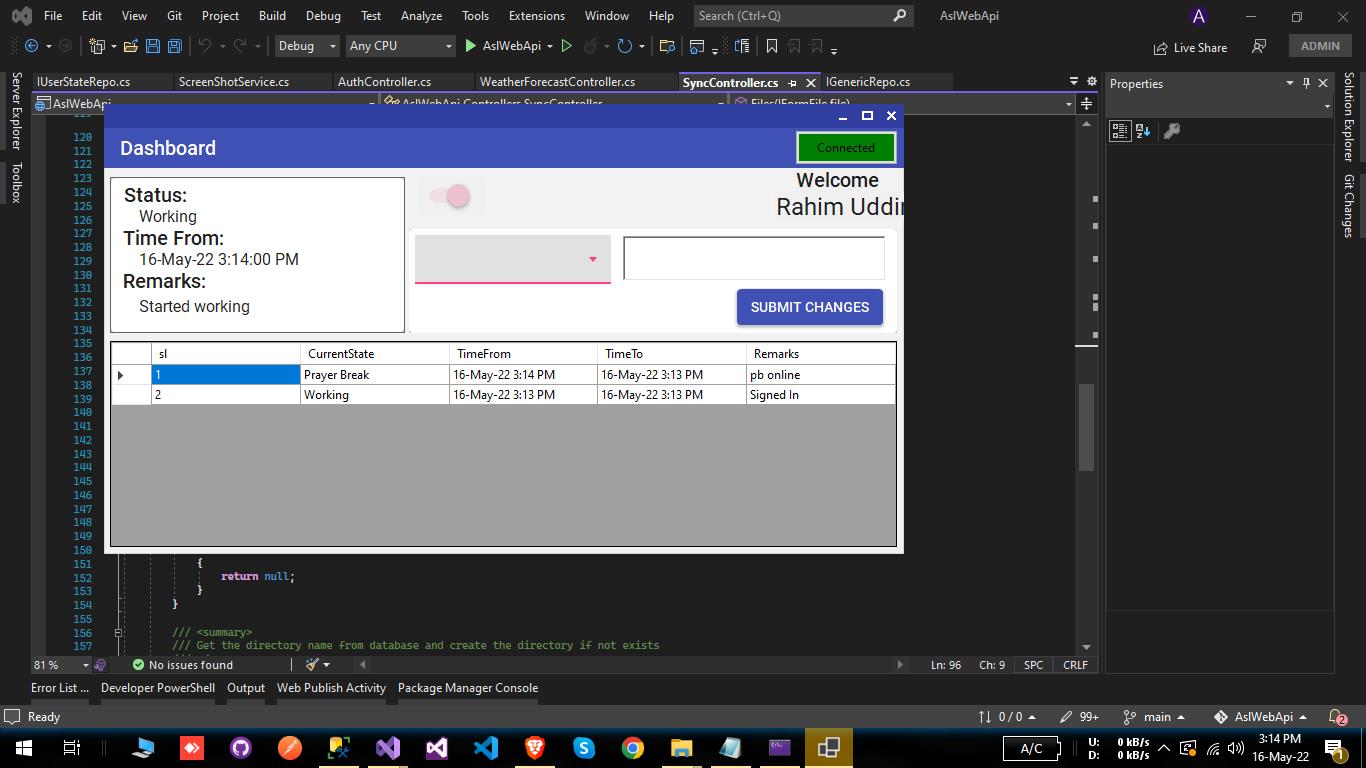 File Edit View Git Project Build Debug Test Analyze Tools Extensions Window Help Search (Ctrl+Q) AslWebApi A
Debug Any CPU AslWebApi Live Share ADMIN
IUserStateRepo.cs ScreenShotService.cs AuthController.cs WeatherForecastController.cs SyncController.cs IGenericRepo.cs
Properties
Server Explorer
Toolbox
Solution Explorer
Git Changes
AslWebApi AslWebApi.Controllers.SyncController Files(IFormFile file)
Dashboard
Connected
Status:
Working
Time From:
16-May-22 3:14:00 PM
Remarks:
Started working
Welcome
Rahim Uddin
SUBMIT CHANGES
sl CurrentState TimeFrom TimeTo Remarks
1 Prayer Break 16-May-22 3:14 PM 16-May-22 3:13 PM pb online
2 Working 16-May-22 3:13 PM 16-May-22 3:13 PM Signed In
119
120
121
122
123
124
125
126
127
128
129
130
131
132
133
134
135
136
137
138
139
140
141
142
143
144
145
146
147
148
149
150
151 {
152 return null;
153 }
154 }
155
156 /// <summary>
157 /// Get the directory name from database and create the directory if not exists
81 % No issues found Ln: 96 Ch: 9 SPC CRLF
Error List ... Developer PowerShell Output Web Publish Activity Package Manager Console
Ready 0 / 0 99+ main AslWebApi 2
A/C U: 0 kB/s
D: 0 kB/s
3:14 PM
16-May-22
1